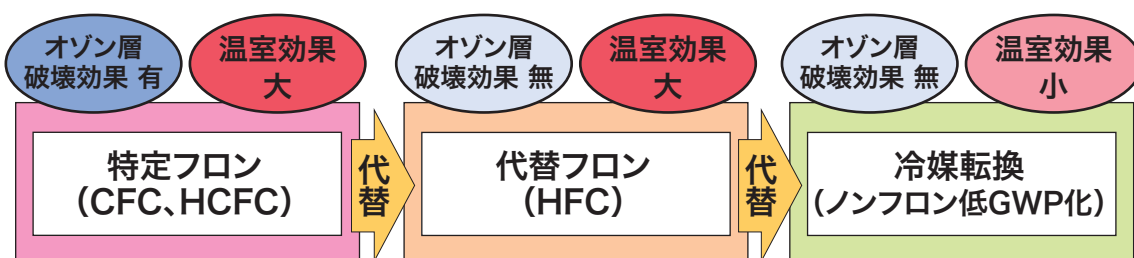 オゾン層
破壊効果 有
温室効果
大
特定フロン
(CFC、HCFC)
代替
オゾン層
破壊効果 無
温室効果
大
代替フロン
(HFC)
代替
オゾン層
破壊効果 無
温室効果
小
冷媒転換
(ノンフロン低GWP化)